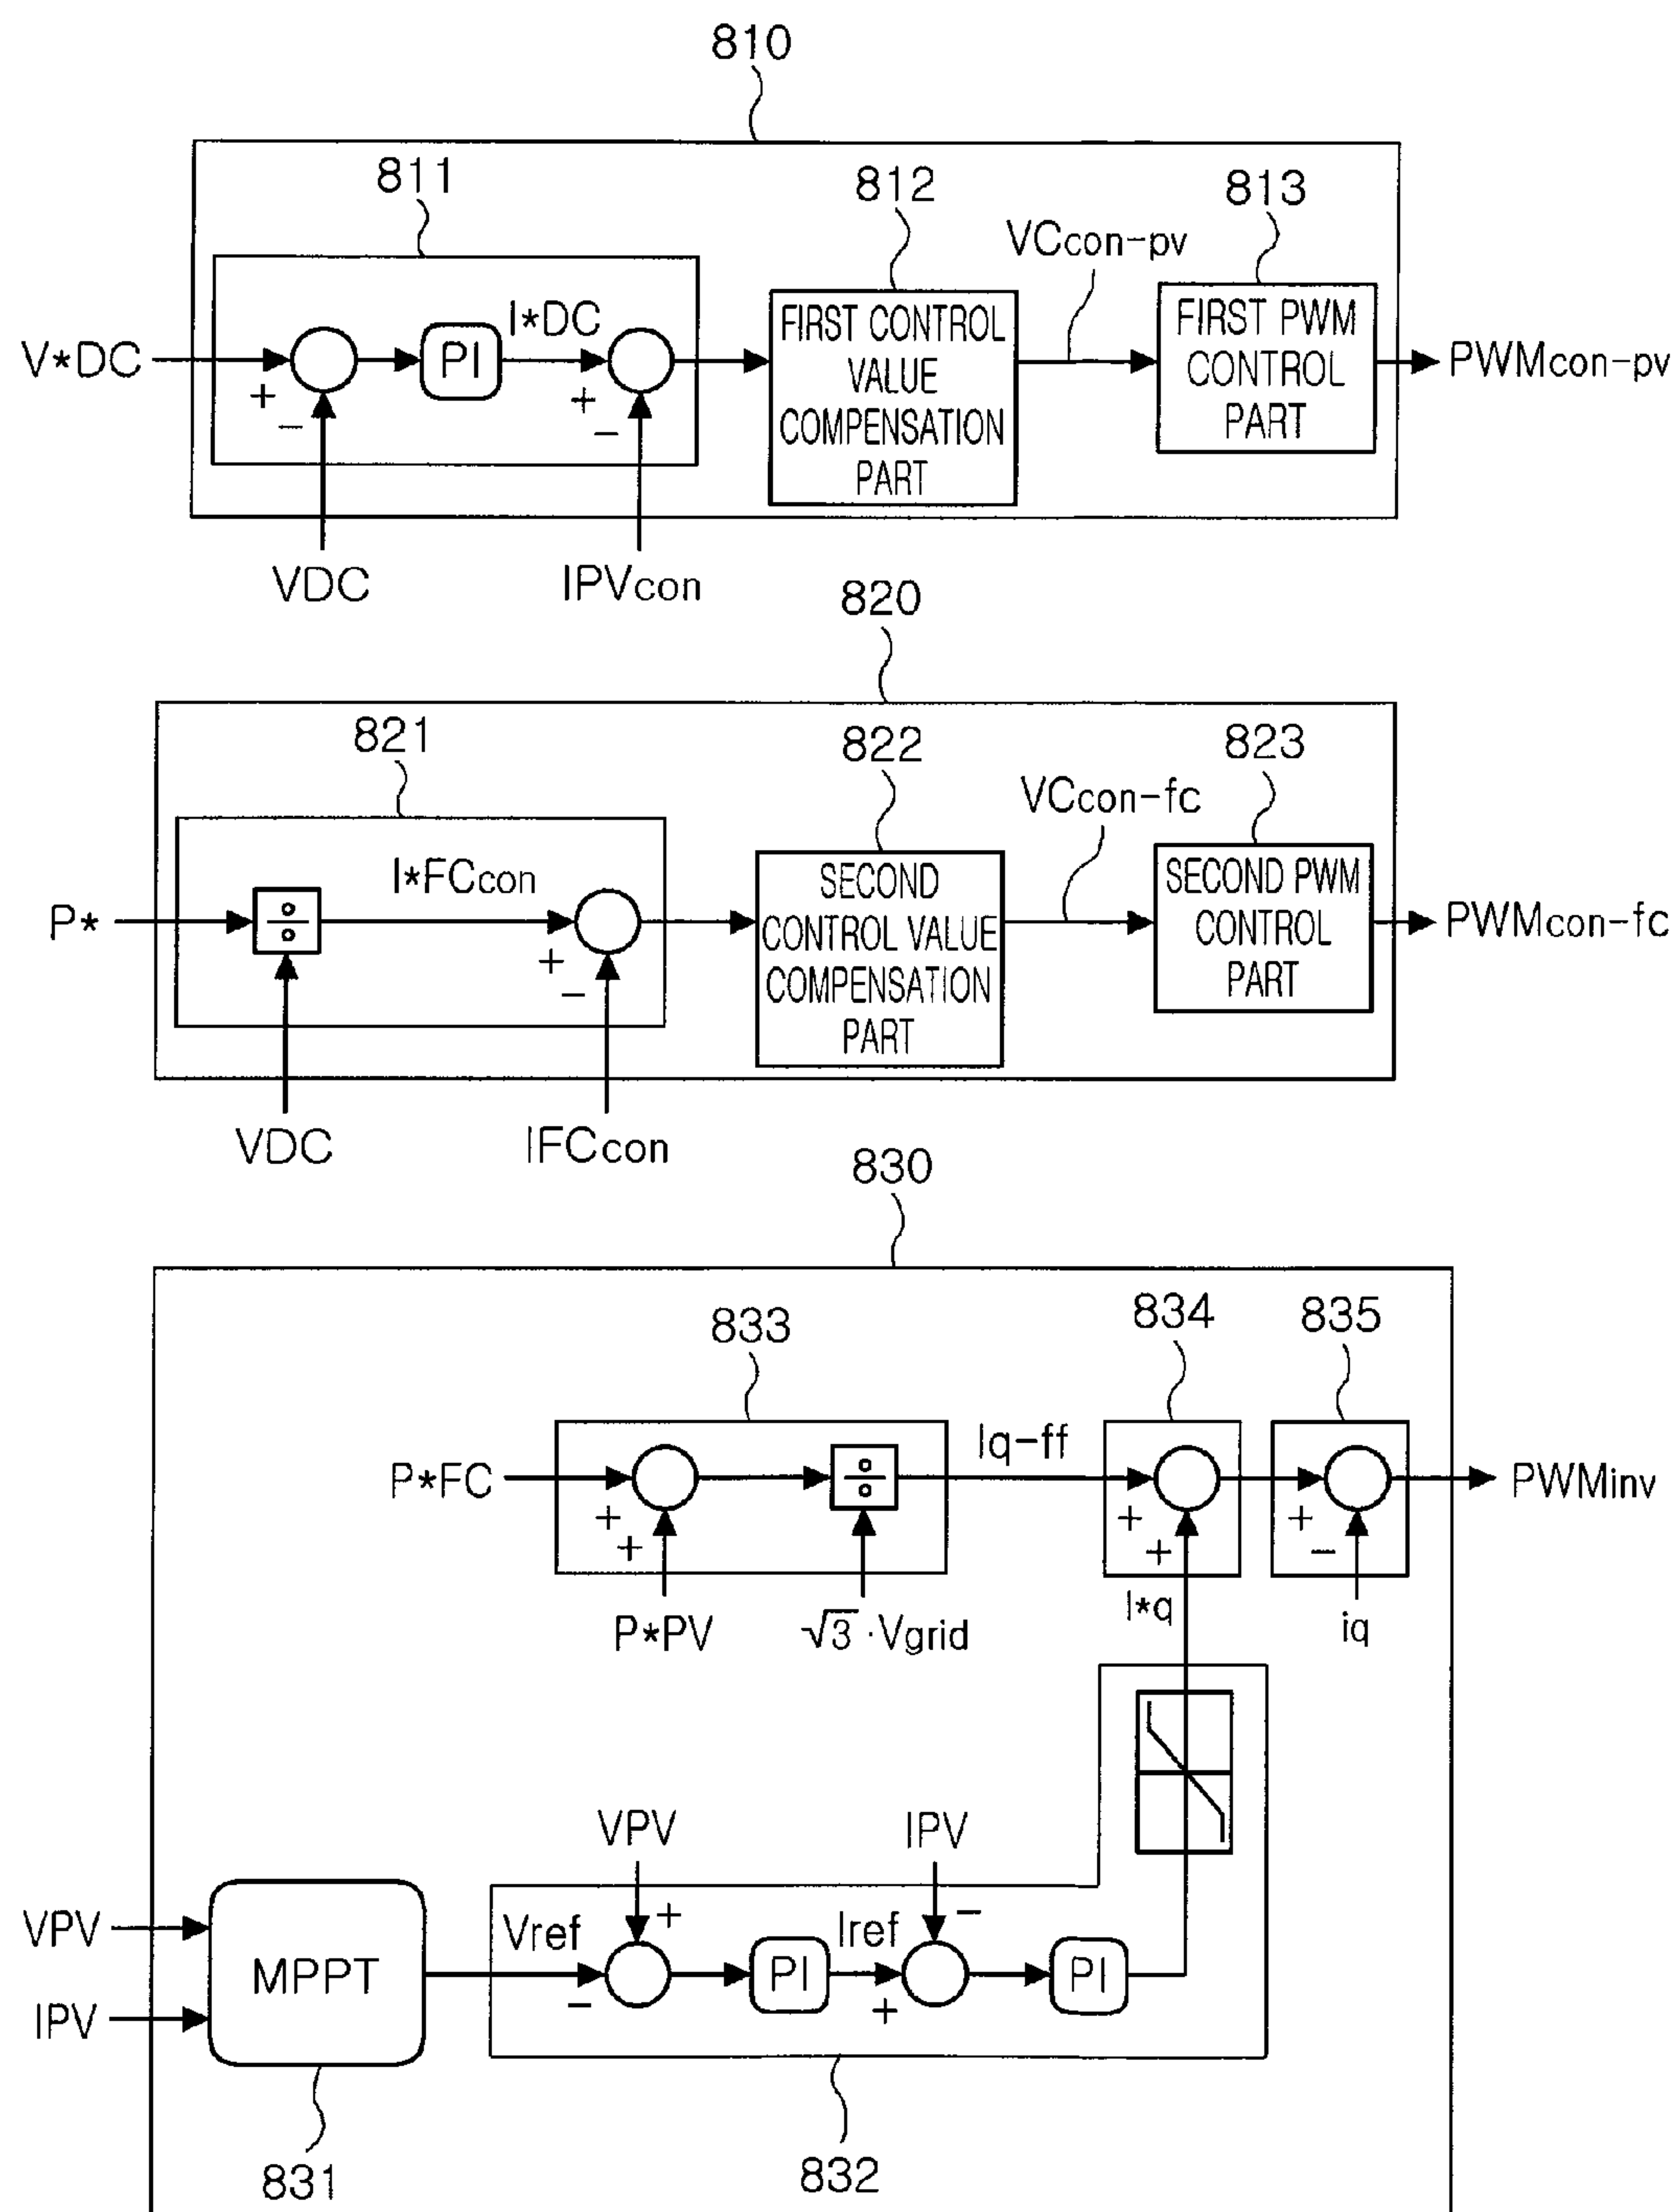 810
811
812
813
VCcon-pv
V*DC
+
−
PI
I*DC
+
−
FIRST CONTROL
VALUE
COMPENSATION
PART
FIRST PWM
CONTROL
PART
PWMcon-pv
VDC
IPVcon
820
821
822
823
VCcon-fc
P*
÷
I*FCcon
+
−
SECOND
CONTROL VALUE
COMPENSATION
PART
SECOND PWM
CONTROL
PART
PWMcon-fc
VDC
IFCcon
830
833
834
835
P*FC
+
+
÷
Iq-ff
+
+
+
−
PWMinv
P*PV
√3·Vgrid
I*q
iq
VPV
IPV
VPV
IPV
MPPT
Vref
+
−
PI
Iref
−
+
PI
831
832